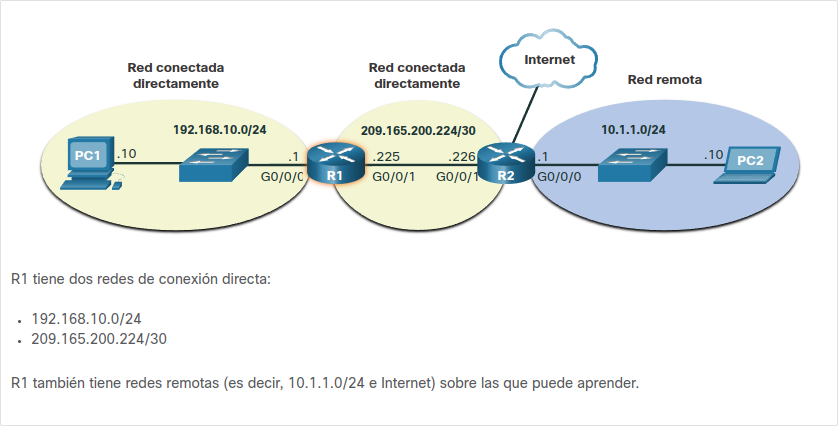 Internet
Red conectada
directamente
Red conectada
directamente
Red remota
192.168.10.0/24
209.165.200.224/30
10.1.1.0/24
PC1
.10
.1
G0/0/0
R1
.225
G0/0/1
.226
G0/0/1
R2
.1
G0/0/0
.10
PC2
R1 tiene dos redes de conexión directa:
• 192.168.10.0/24
• 209.165.200.224/30
R1 también tiene redes remotas (es decir, 10.1.1.0/24 e Internet) sobre las que puede aprender.